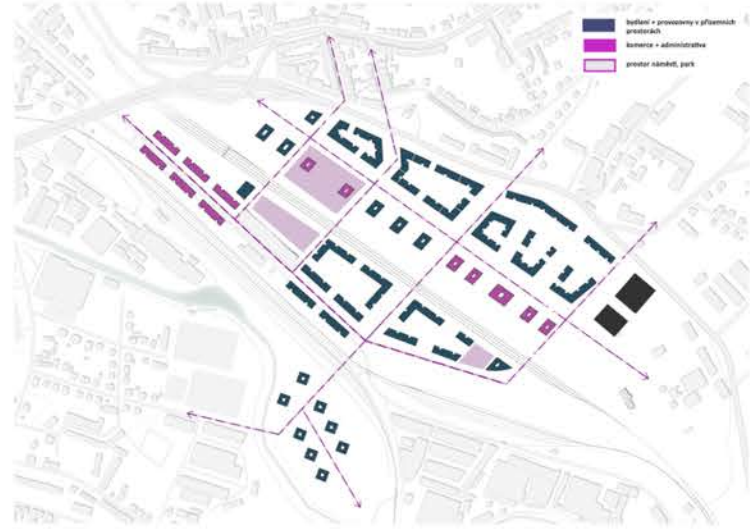 bydlení + provozovny v přízemních
prostorách
komerce + administrativa
prostor náměstí, park